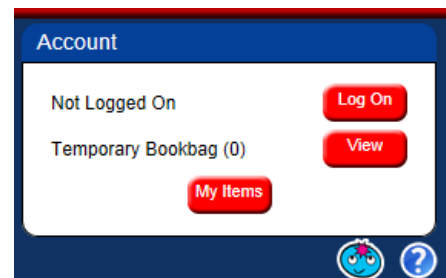 Account
Not Logged On Log On
Temporary Bookbag (0) View
My Items
?